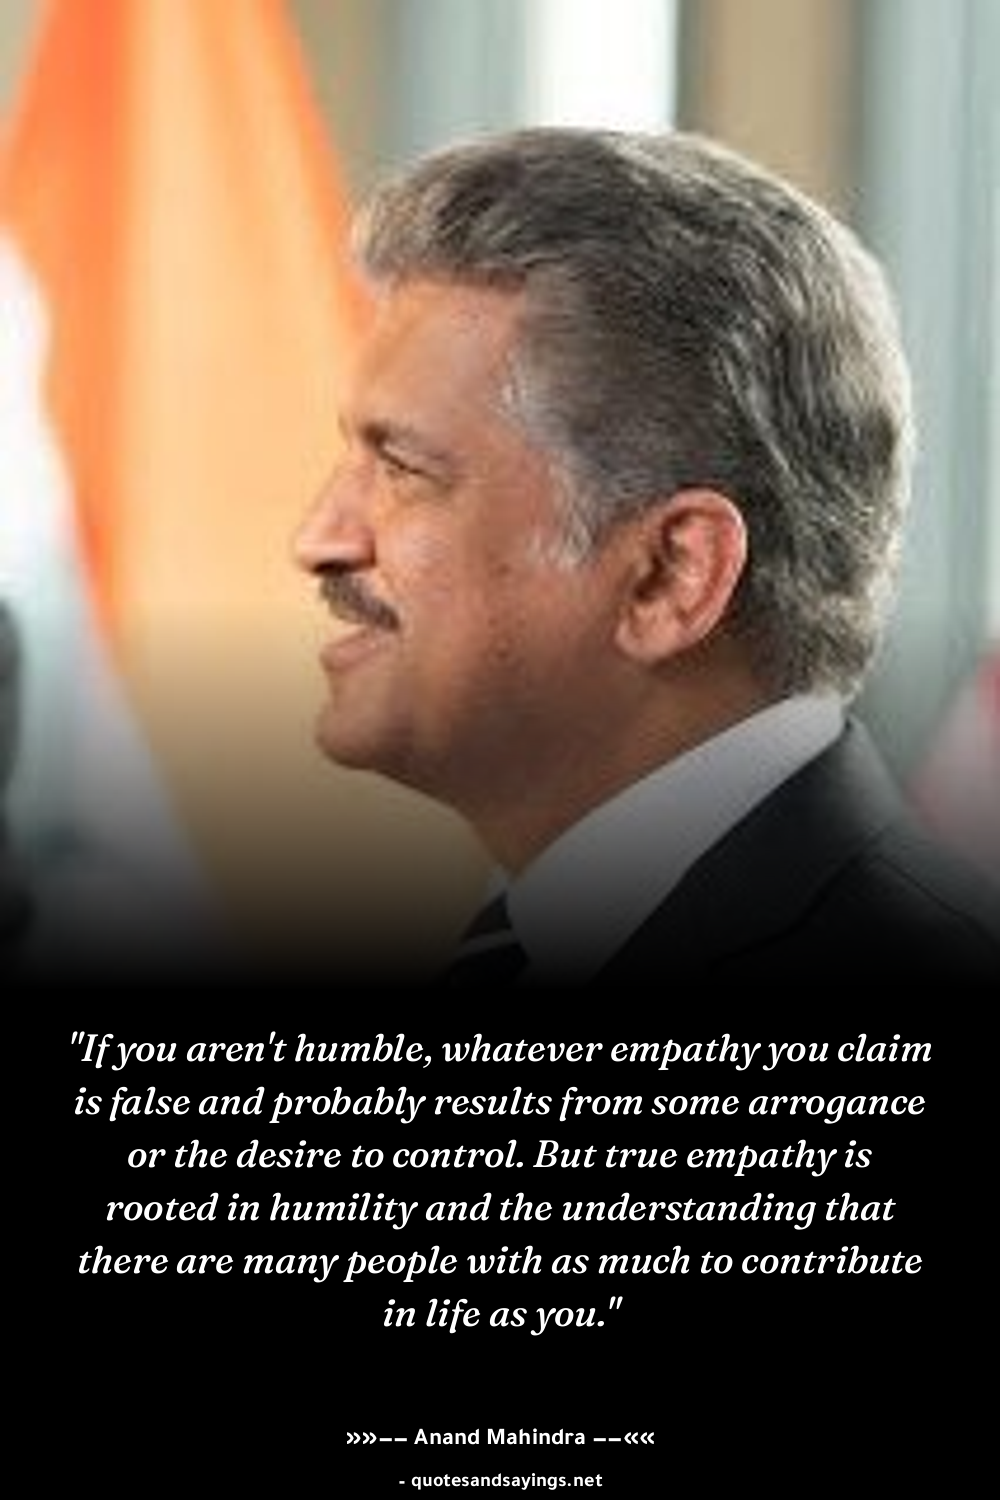 "If you aren't humble, whatever empathy you claim
is false and probably results from some arrogance
or the desire to control. But true empathy is
rooted in humility and the understanding that
there are many people with as much to contribute
in life as you."
»»–– Anand Mahindra ––««
- quotesandsayings.net